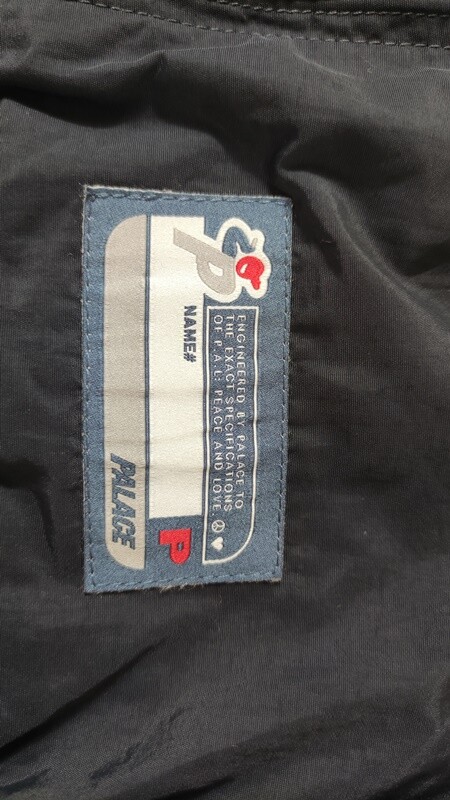 P
ENGINEERED BY PALACE TO
THE EXACT SPECIFICATIONS
OF P.A.L: PEACE AND LOVE.
NAME#
P
PALACE